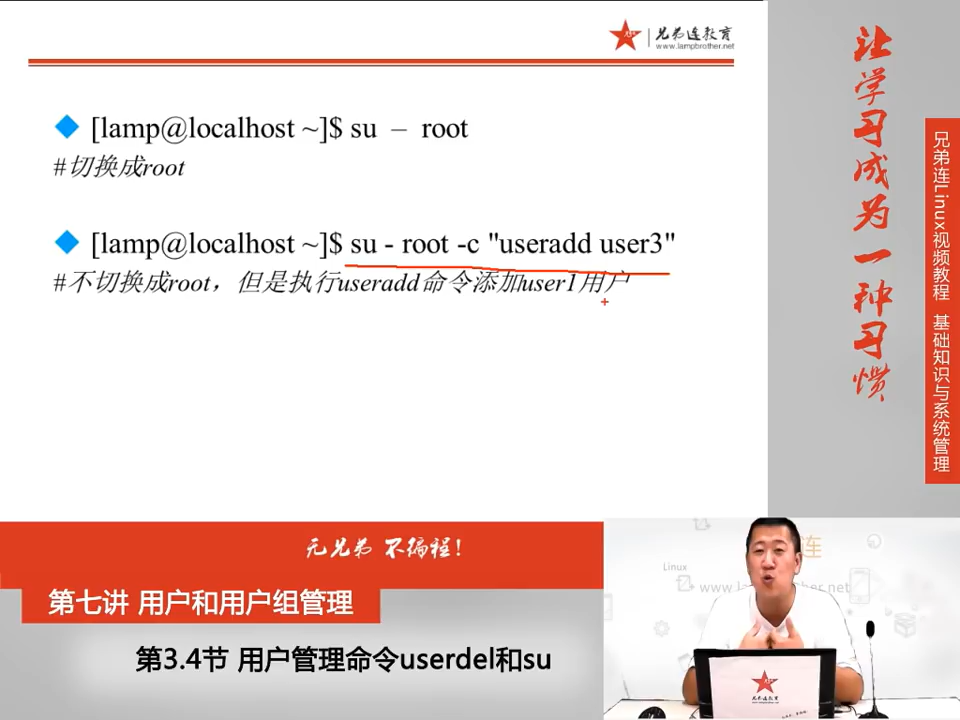 兄弟连教育
www.lampbrother.net
[lamp@localhost ~]$ su – root
#切换成root
[lamp@localhost ~]$ su - root -c "useradd user3"
#不切换成root，但是执行useradd命令添加user1用户
让学习成为一种习惯
兄弟连Linux视频教程 基础知识与系统管理
无兄弟 不编程！
第七讲 用户和用户组管理
第3.4节 用户管理命令userdel和su
连
Linux